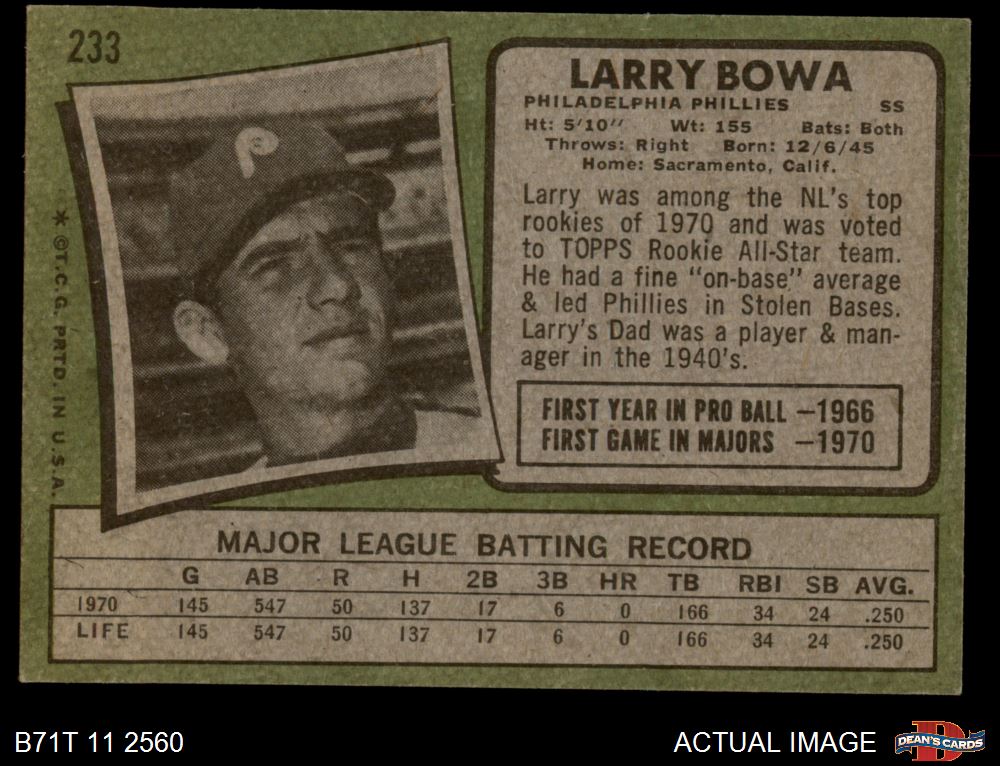 233
LARRY BOWA
PHILADELPHIA PHILLIES SS
Ht: 5'10" Wt: 155 Bats: Both
Throws: Right Born: 12/6/45
Home: Sacramento, Calif.
Larry was among the NL's top
rookies of 1970 and was voted
to TOPPS Rookie All-Star team.
He had a fine "on-base" average
& led Phillies in Stolen Bases.
Larry's Dad was a player & man-
ager in the 1940's.
FIRST YEAR IN PRO BALL —1966
FIRST GAME IN MAJORS —1970
P
* ©T.C.G. PRTD. IN U.S.A.
MAJOR LEAGUE BATTING RECORD
G AB R H 2B 3B HR TB RBI SB AVG.
1970 145 547 50 137 17 6 0 166 34 24 .250
LIFE 145 547 50 137 17 6 0 166 34 24 .250
B71T 11 2560
ACTUAL IMAGE
D
DEAN'S CARDS